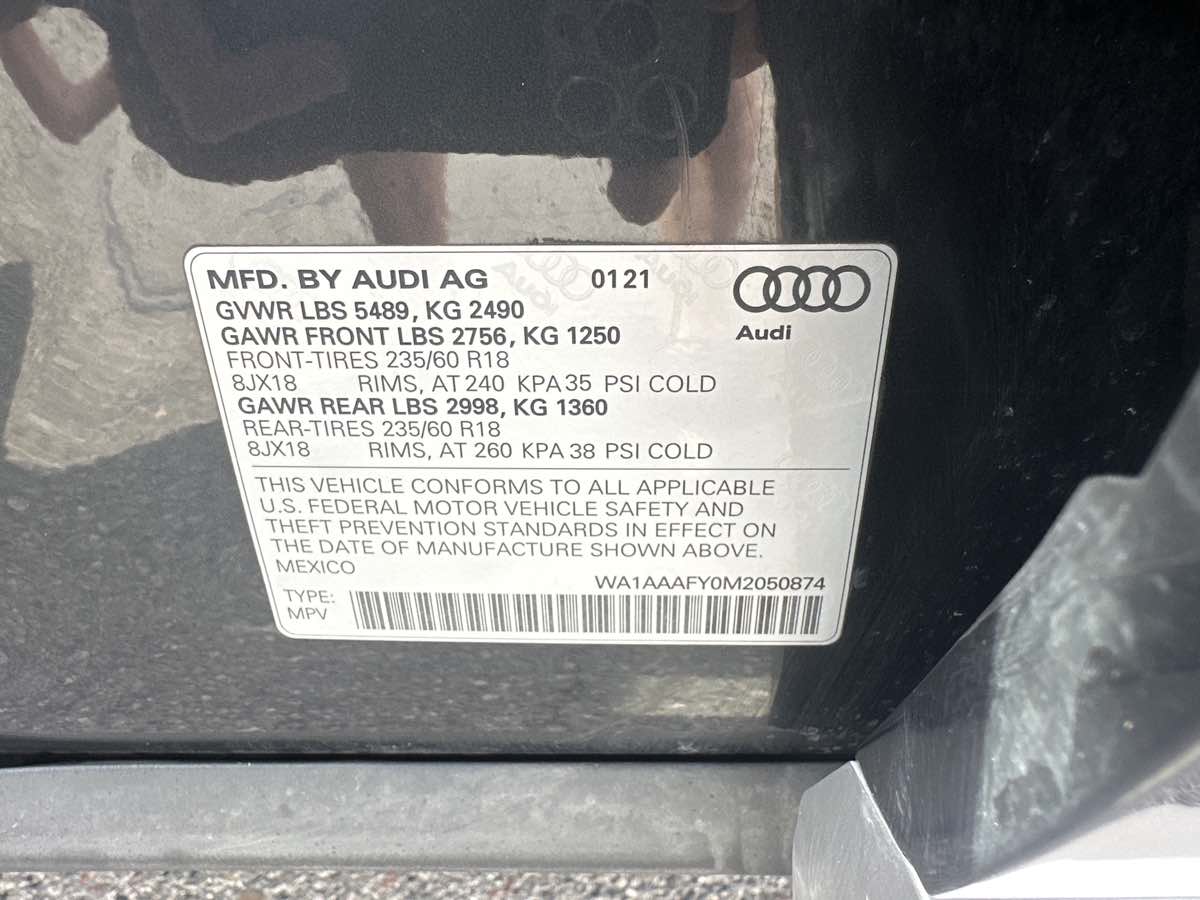 MFD. BY AUDI AG 0121
Audi
GVWR LBS 5489, KG 2490
GAWR FRONT LBS 2756, KG 1250
FRONT-TIRES 235/60 R18
8JX18 RIMS, AT 240 KPA 35 PSI COLD
GAWR REAR LBS 2998, KG 1360
REAR-TIRES 235/60 R18
8JX18 RIMS, AT 260 KPA 38 PSI COLD
THIS VEHICLE CONFORMS TO ALL APPLICABLE
U.S. FEDERAL MOTOR VEHICLE SAFETY AND
THEFT PREVENTION STANDARDS IN EFFECT ON
THE DATE OF MANUFACTURE SHOWN ABOVE.
MEXICO
WA1AAAFY0M2050874
TYPE:
MPV